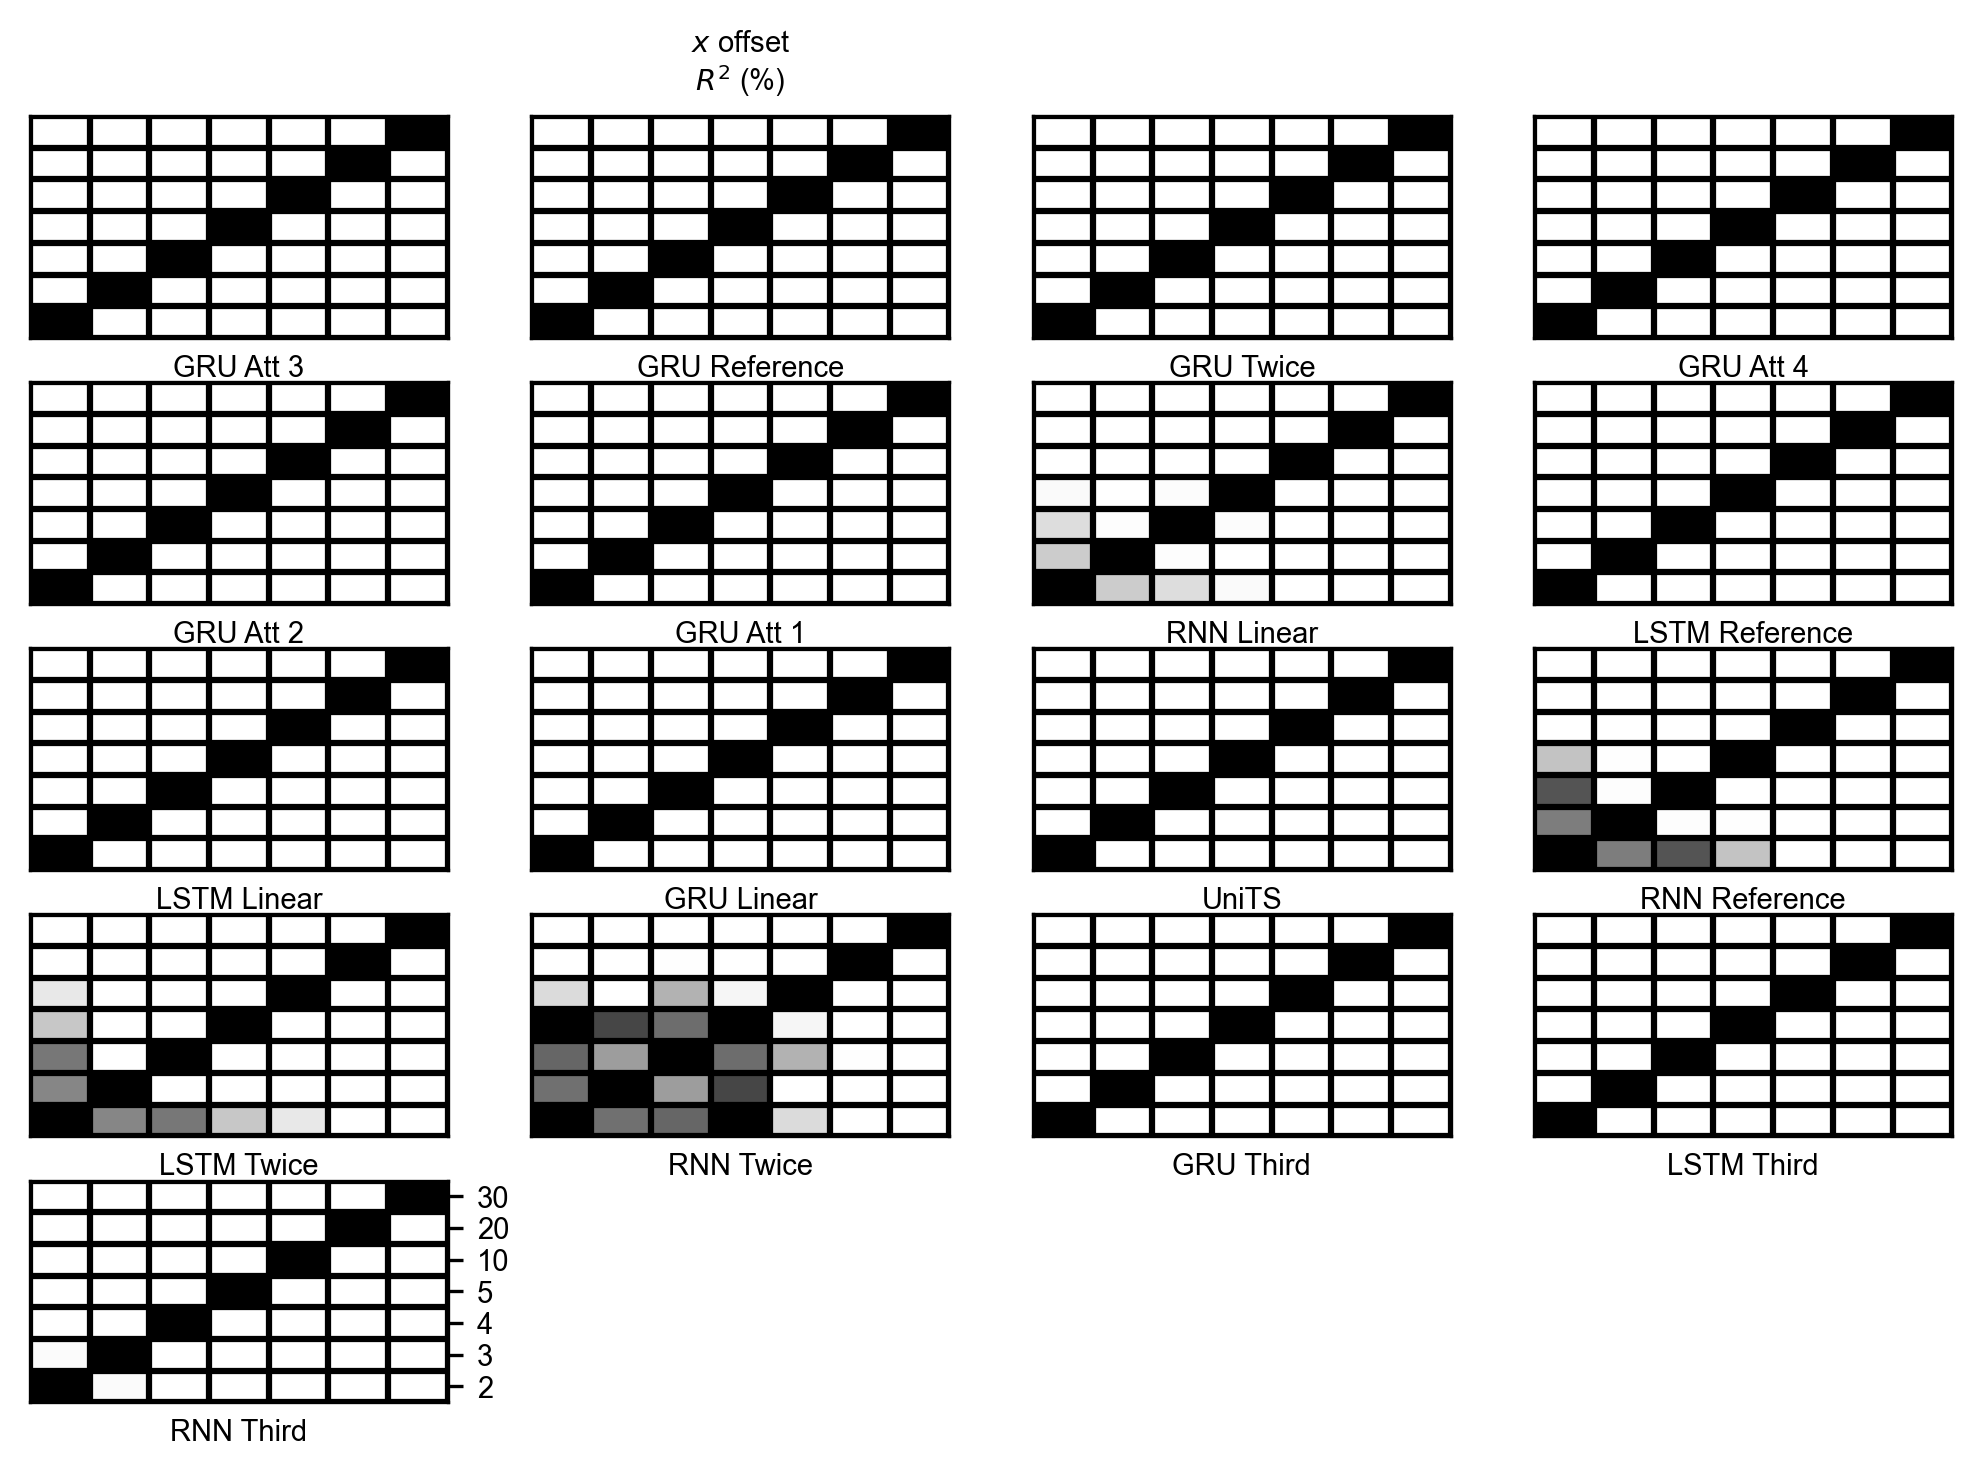 x offset
R² (%)
GRU Att 3
GRU Reference
GRU Twice
GRU Att 4
GRU Att 2
GRU Att 1
RNN Linear
LSTM Reference
LSTM Linear
GRU Linear
UniTS
RNN Reference
LSTM Twice
RNN Twice
GRU Third
LSTM Third
30
20
10
5
4
3
2
RNN Third